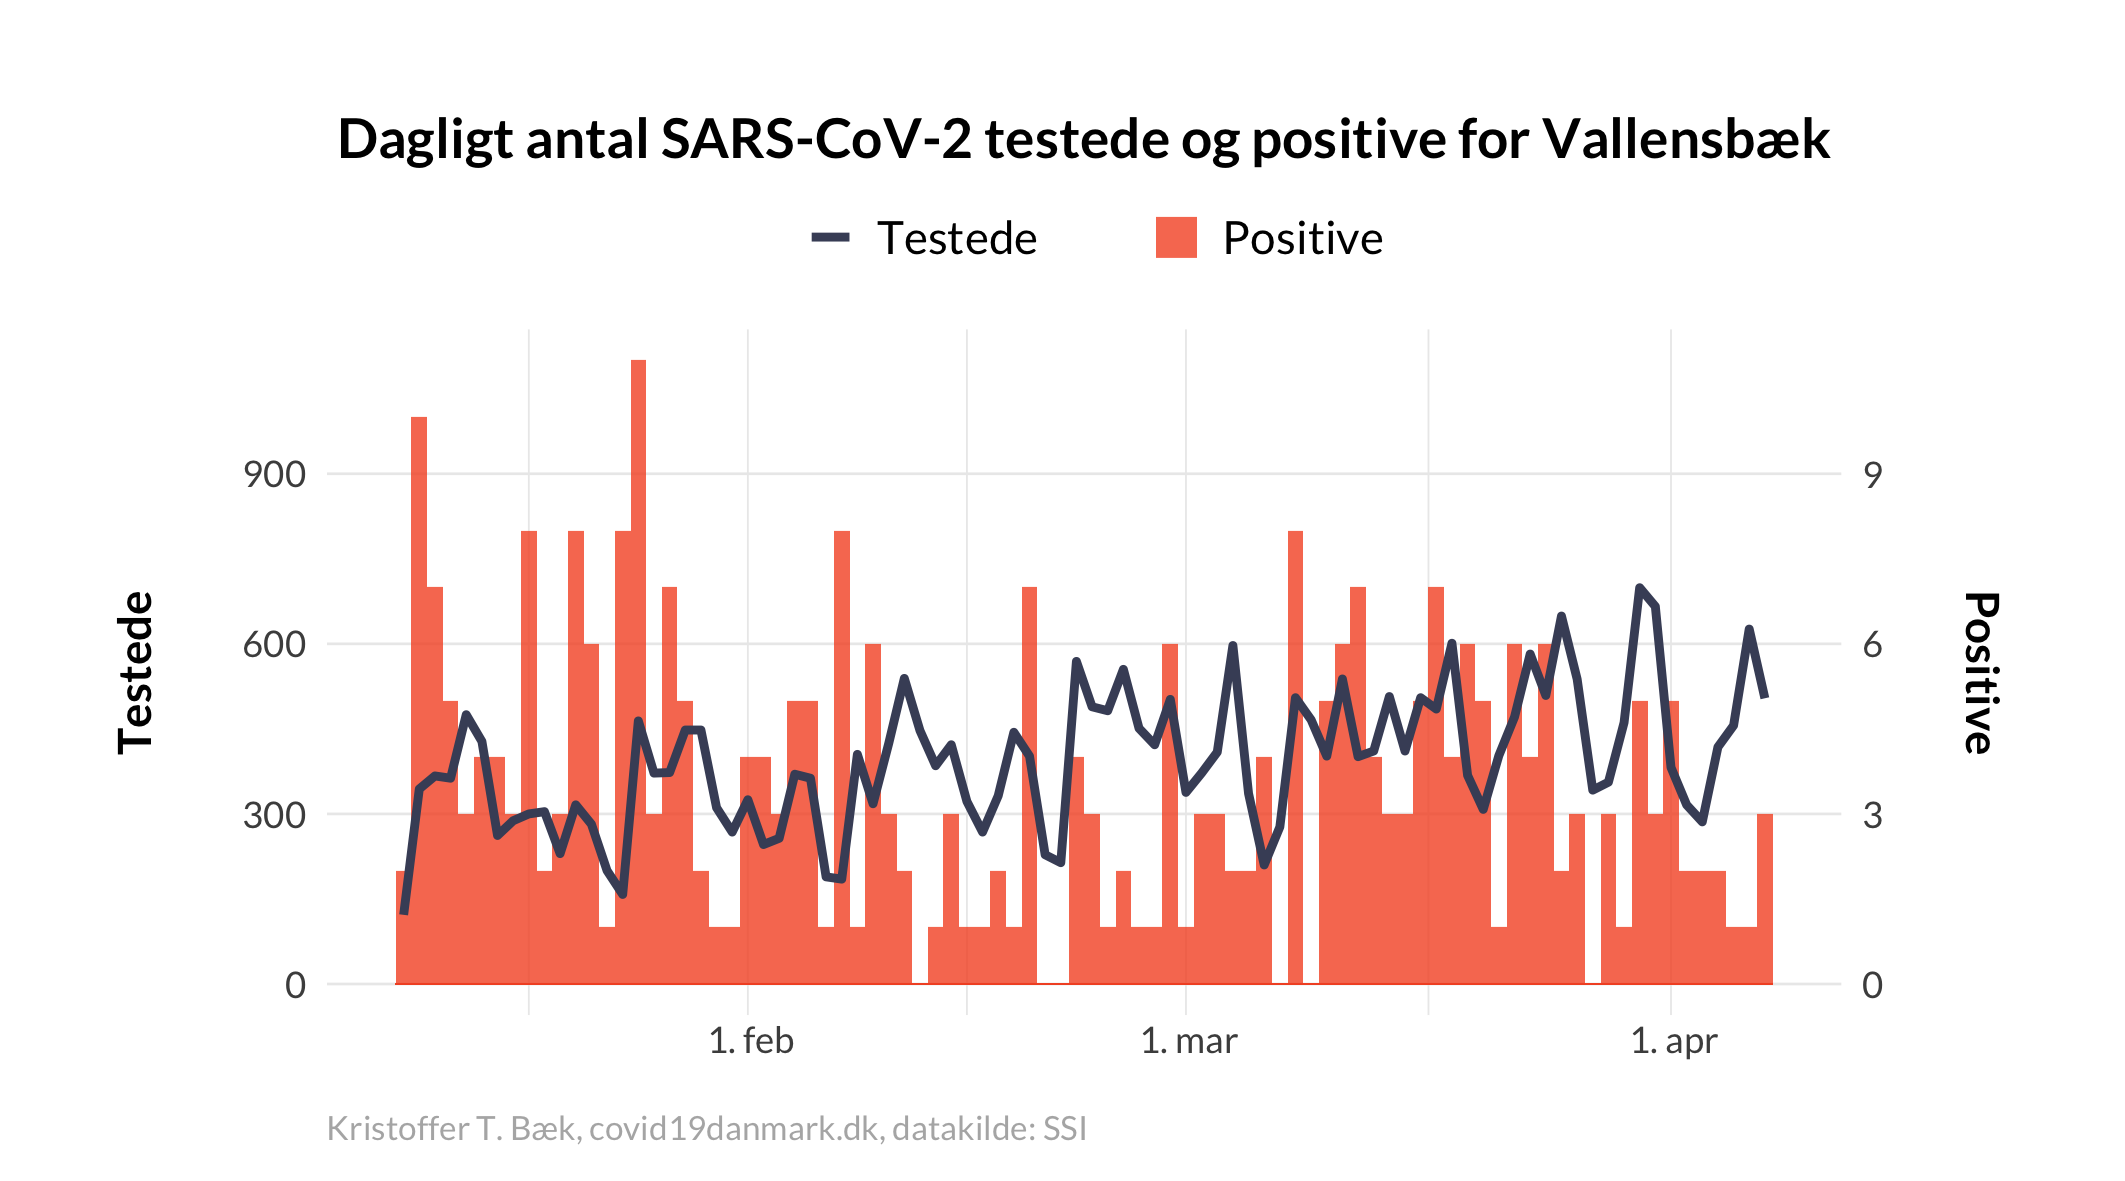 Dagligt antal SARS-CoV-2 testede og positive for Vallensbæk
Testede Positive
900 9
600 6
300 3
0 0
Testede
Positive
1. feb 1. mar 1. apr
Kristoffer T. Bæk, covid19danmark.dk, datakilde: SSI